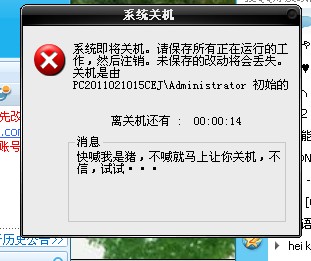 系统关机
系统即将关机。请保存所有正在运行的工
作，然后注销。未保存的改动将会丢失。
关机是由
PC2011021015CEJ\Administrator 初始的
离关机还有 : 00:00:14
消息
快喊我是猪，不喊就马上让你关机，不
信，试试···
先改
.com
账号
历史公告>>
hei k